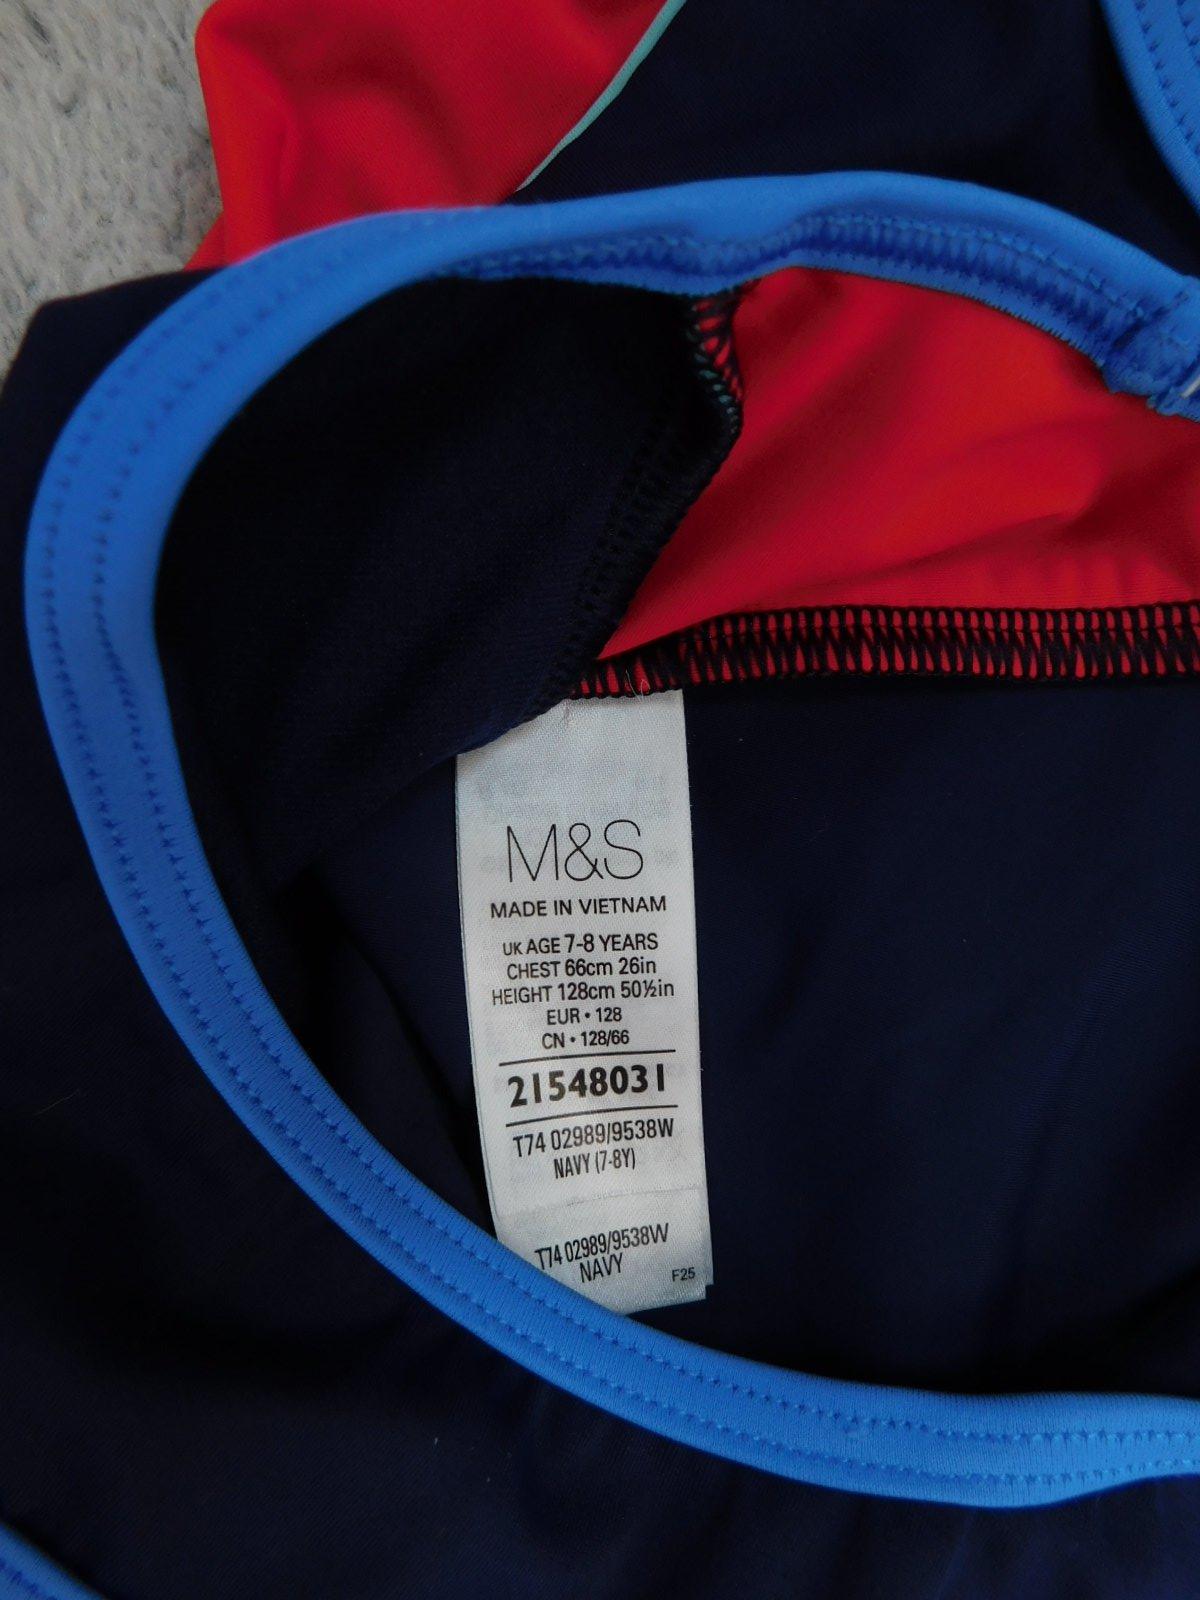 M&S
MADE IN VIETNAM
UK AGE 7-8 YEARS
CHEST 66cm 26in
HEIGHT 128cm 50½in
EUR • 128
CN • 128/66
21548031
T74 02989/9538W
NAVY (7-8Y)
T74 02989/9538W
NAVY
F25